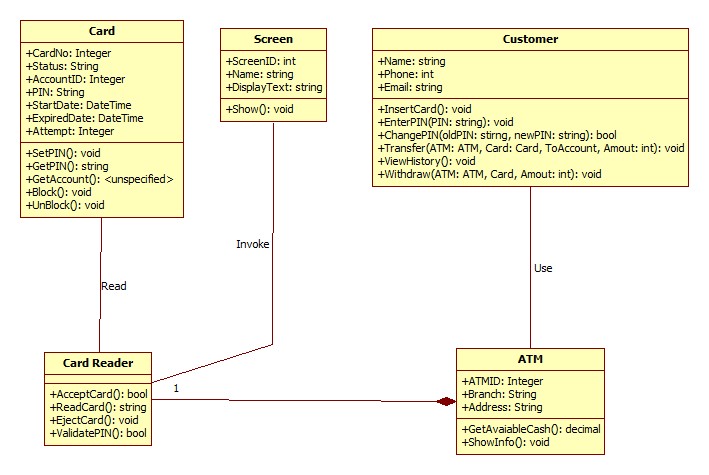 Card
+CardNo: Integer
+Status: String
+AccountID: Integer
+PIN: String
+StartDate: DateTime
+ExpiredDate: DateTime
+Attempt: Integer
+SetPIN(): void
+GetPIN(): string
+GetAccount(): <unspecified>
+Block(): void
+UnBlock(): void
Screen
+ScreenID: int
+Name: string
+DisplayText: string
+Show(): void
Customer
+Name: string
+Phone: int
+Email: string
+InsertCard(): void
+EnterPIN(PIN: string): void
+ChangePIN(oldPIN: stirng, newPIN: string): bool
+Transfer(ATM: ATM, Card: Card, ToAccount, Amout: int): void
+ViewHistory(): void
+Withdraw(ATM: ATM, Card, Amout: int): void
Invoke
Use
Read
Card Reader
+AcceptCard(): bool
+ReadCard(): string
+EjectCard(): void
+ValidatePIN(): bool
1
ATM
+ATMID: Integer
+Branch: String
+Address: String
+GetAvaiableCash(): decimal
+ShowInfo(): void